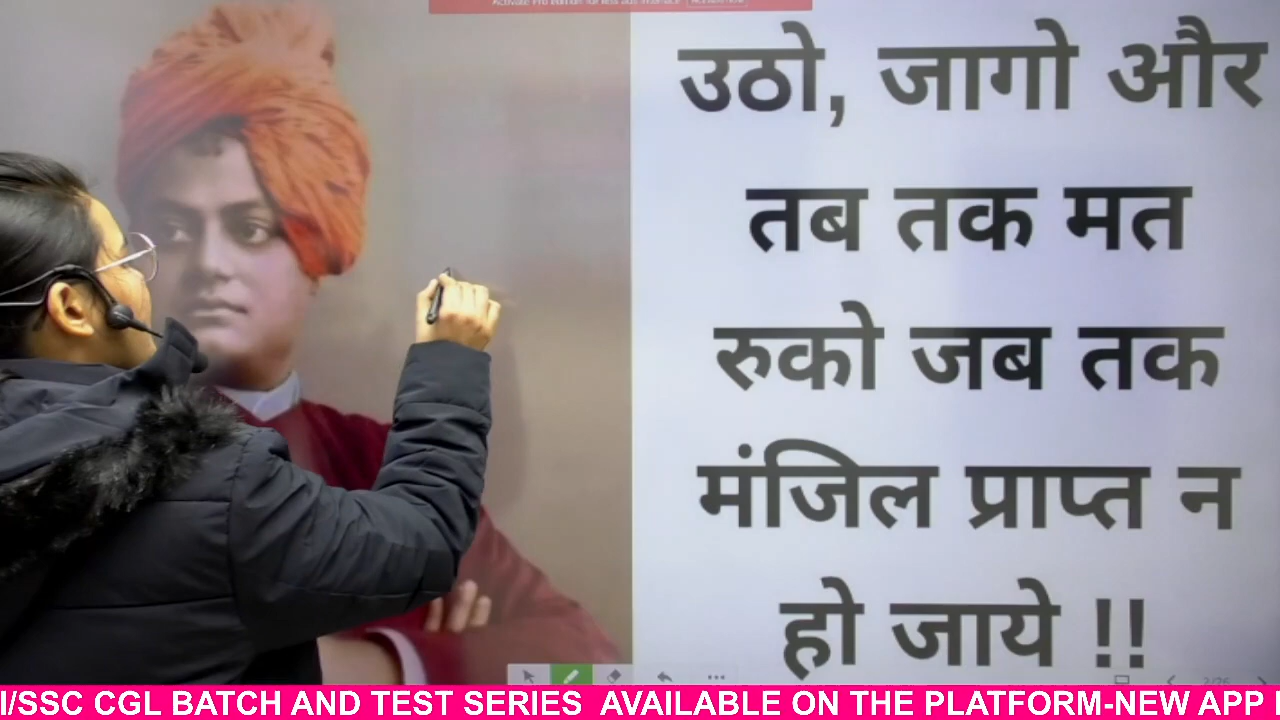 उठो, जागो और
तब तक मत
रुको जब तक
मंजिल प्राप्त न
हो जाये !!
I/SSC CGL BATCH AND TEST SERIES AVAILABLE ON THE PLATFORM-NEW APP